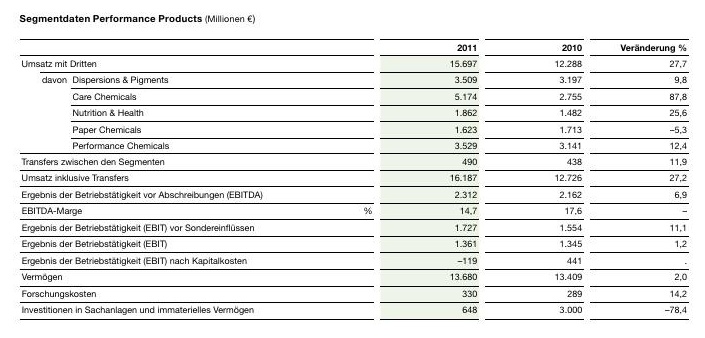 Segmentdaten Performance Products (Millionen €)
2011 2010 Veränderung %
Umsatz mit Dritten 15.697 12.288 27,7
davon Dispersions & Pigments 3.509 3.197 9,8
Care Chemicals 5.174 2.755 87,8
Nutrition & Health 1.862 1.482 25,6
Paper Chemicals 1.623 1.713 –5,3
Performance Chemicals 3.529 3.141 12,4
Transfers zwischen den Segmenten 490 438 11,9
Umsatz inklusive Transfers 16.187 12.726 27,2
Ergebnis der Betriebstätigkeit vor Abschreibungen (EBITDA) 2.312 2.162 6,9
EBITDA-Marge % 14,7 17,6 –
Ergebnis der Betriebstätigkeit (EBIT) vor Sondereinflüssen 1.727 1.554 11,1
Ergebnis der Betriebstätigkeit (EBIT) 1.361 1.345 1,2
Ergebnis der Betriebstätigkeit (EBIT) nach Kapitalkosten –119 441 .
Vermögen 13.680 13.409 2,0
Forschungskosten 330 289 14,2
Investitionen in Sachanlagen und immaterielles Vermögen 648 3.000 –78,4